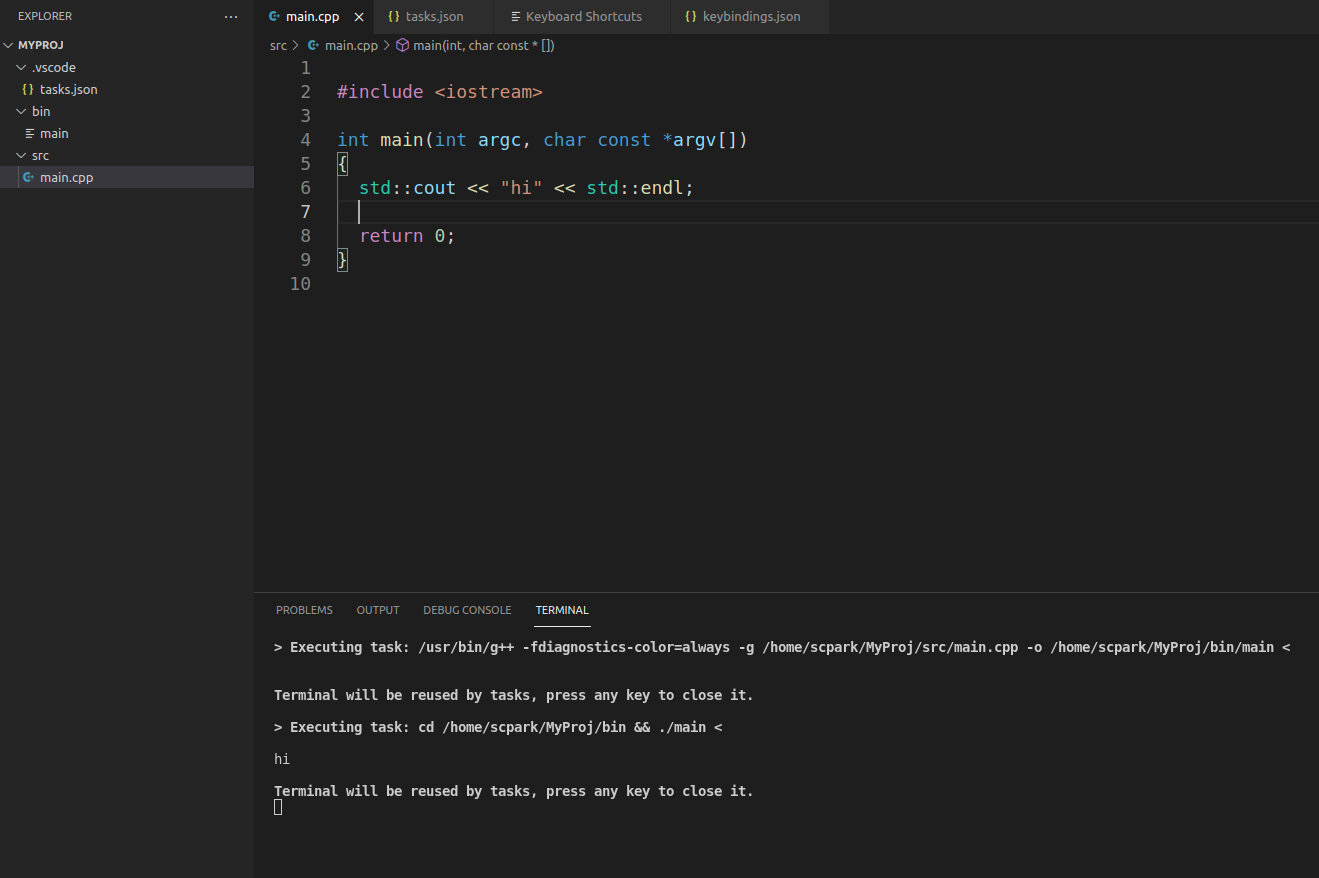 EXPLORER ...
MYPROJ
.vscode
{} tasks.json
bin
main
src
main.cpp
main.cpp
{} tasks.json
Keyboard Shortcuts
{} keybindings.json
src > main.cpp > main(int, char const * [])
1
2 #include <iostream>
3
4 int main(int argc, char const *argv[])
5 {
6 std::cout << "hi" << std::endl;
7
8 return 0;
9 }
10
PROBLEMS OUTPUT DEBUG CONSOLE TERMINAL
> Executing task: /usr/bin/g++ -fdiagnostics-color=always -g /home/scpark/MyProj/src/main.cpp -o /home/scpark/MyProj/bin/main <
Terminal will be reused by tasks, press any key to close it.
> Executing task: cd /home/scpark/MyProj/bin && ./main <
hi
Terminal will be reused by tasks, press any key to close it.